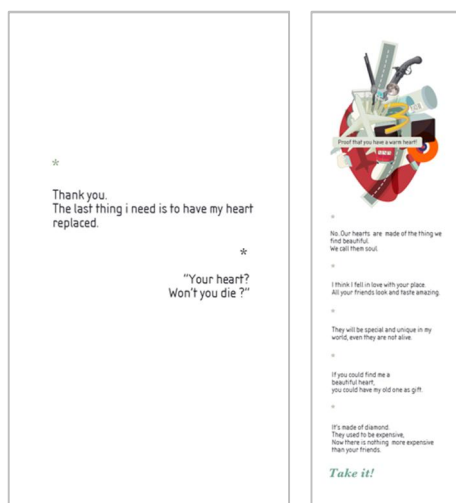 *
Thank you.
The last thing i need is to have my heart
replaced.
*
"Your heart?
Won't you die ?"
Proof that you have a warm heart!
*
No. Our hearts are made of the thing we
find beautiful.
We call them soul.
*
I think I fell in love with your place.
All your friends look and taste amazing.
*
They will be special and unique in my
world, even they are not alive.
*
If you could find me a
beautiful heart,
you could have my old one as gift.
*
It's made of diamond.
They used to be expensive,
Now there is nothing more expensive
than your friends.
Take it!